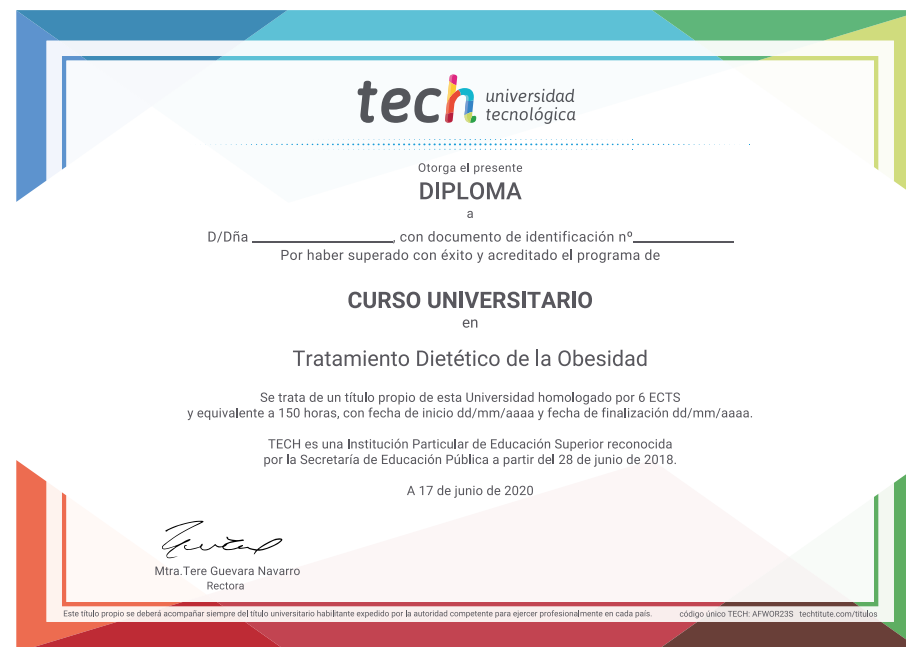 tech universidad
tecnológica
Otorga el presente
DIPLOMA
a
D/Dña ____________________, con documento de identificación nº______________
Por haber superado con éxito y acreditado el programa de
CURSO UNIVERSITARIO
en
Tratamiento Dietético de la Obesidad
Se trata de un título propio de esta Universidad homologado por 6 ECTS
y equivalente a 150 horas, con fecha de inicio dd/mm/aaaa y fecha de finalización dd/mm/aaaa.
TECH es una Institución Particular de Educación Superior reconocida
por la Secretaría de Educación Pública a partir del 28 de junio de 2018.
A 17 de junio de 2020
Mtra.Tere Guevara Navarro
Rectora
Este título propio se deberá acompañar siempre del título universitario habilitante expedido por la autoridad competente para ejercer profesionalmente en cada país. código único TECH: AFWOR23S techtitute.com/titulos